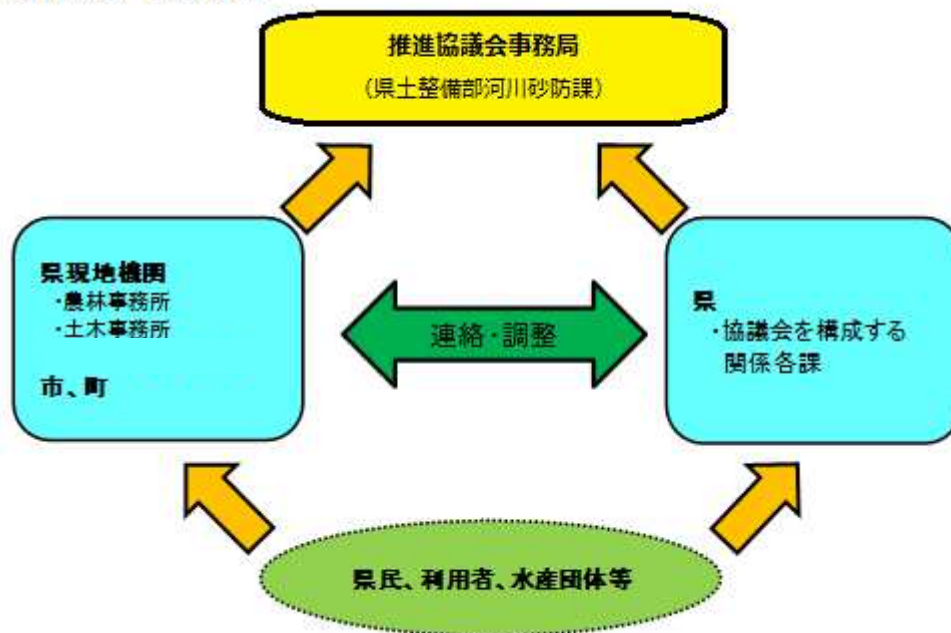 推進協議会事務局
(県土整備部河川砂防課)
県現地機関
・農林事務所
・土木事務所
市、町
連絡・調整
県
・協議会を構成する
関係各課
県民、利用者、水産団体等